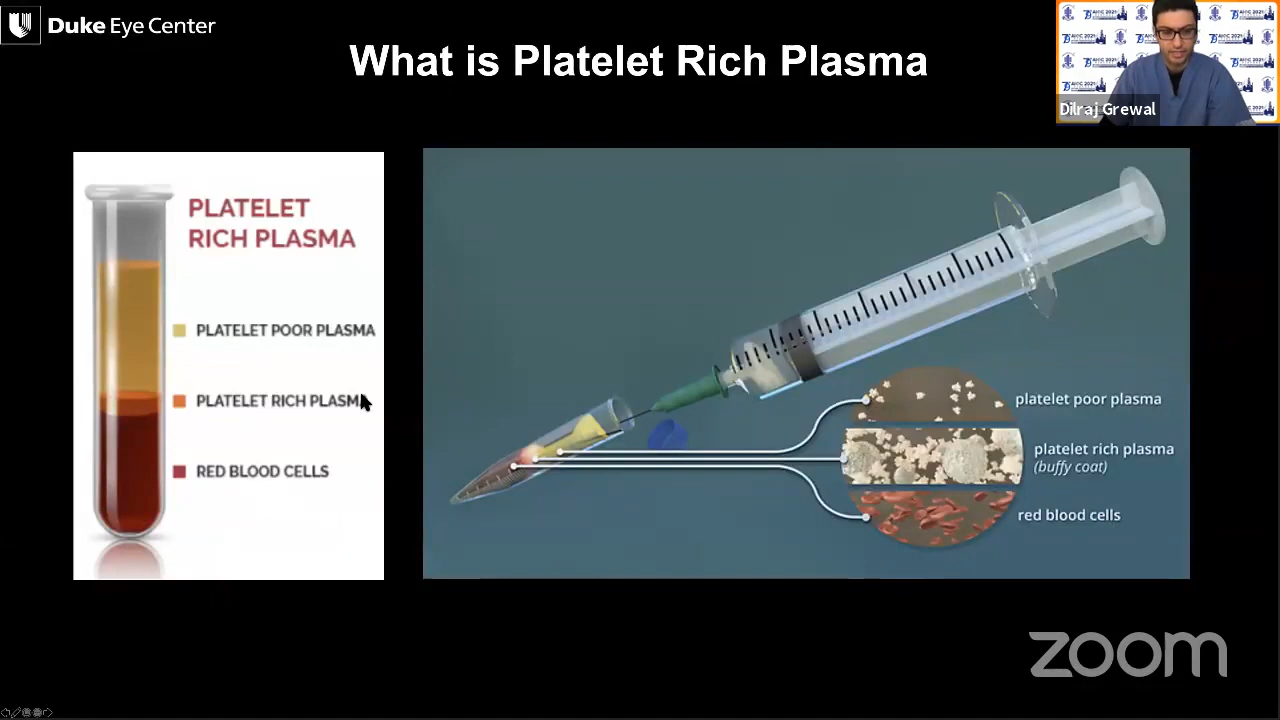 Duke Eye Center
What is Platelet Rich Plasma
Dilraj Grewal
PLATELET
RICH PLASMA
PLATELET POOR PLASMA
PLATELET RICH PLASMA
RED BLOOD CELLS
platelet poor plasma
platelet rich plasma
(buffy coat)
red blood cells
zoom